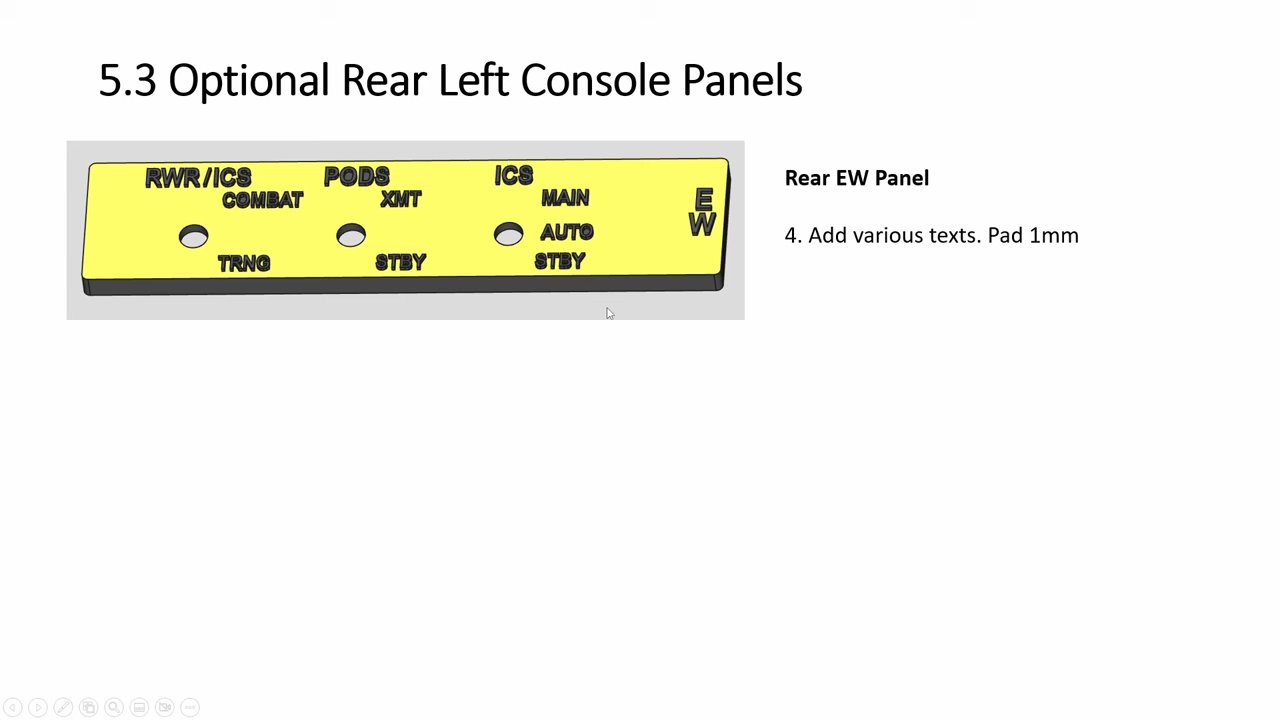 5.3 Optional Rear Left Console Panels
RWR/ICS PODS ICS
COMBAT XMT MAIN
E
W
AUTO
TRNG STBY STBY
Rear EW Panel
4. Add various texts. Pad 1mm